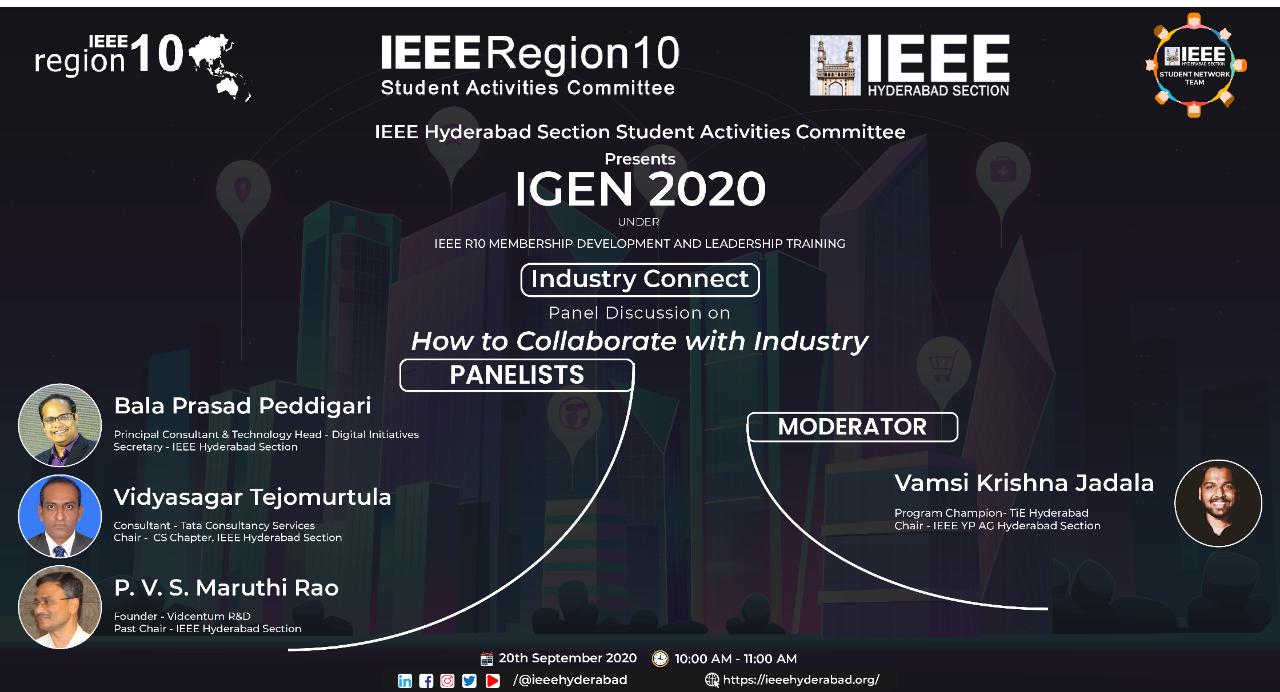 IEEE
region 10
IEEE Region 10
Student Activities Committee
IEEE
HYDERABAD SECTION
IEEE
HYDERABAD SECTION
STUDENT NETWORK
TEAM
IEEE Hyderabad Section Student Activities Committee
Presents
IGEN 2020
UNDER
IEEE R10 MEMBERSHIP DEVELOPMENT AND LEADERSHIP TRAINING
Industry Connect
Panel Discussion on
How to Collaborate with Industry
PANELISTS
Bala Prasad Peddigari
Principal Consultant & Technology Head - Digital Initiatives
Secretary - IEEE Hyderabad Section
Vidyasagar Tejomurtula
Consultant - Tata Consultancy Services
Chair - CS Chapter, IEEE Hyderabad Section
P. V. S. Maruthi Rao
Founder - Vidcentum R&D
Past Chair - IEEE Hyderabad Section
MODERATOR
Vamsi Krishna Jadala
Program Champion- TiE Hyderabad
Chair - IEEE YP AG Hyderabad Section
20th September 2020 10:00 AM - 11:00 AM
/@ieeehyderabad https://ieeehyderabad.org/